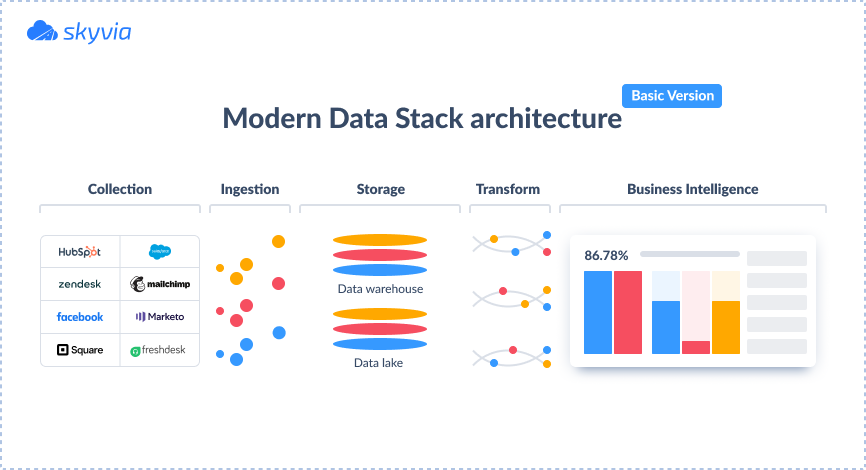 skyvia
Basic Version
Modern Data Stack architecture
Collection
Ingestion
Storage
Transform
Business Intelligence
HubSpot
salesforce
zendesk
mailchimp
facebook
Marketo
Square
freshdesk
Data warehouse
Data lake
86.78%